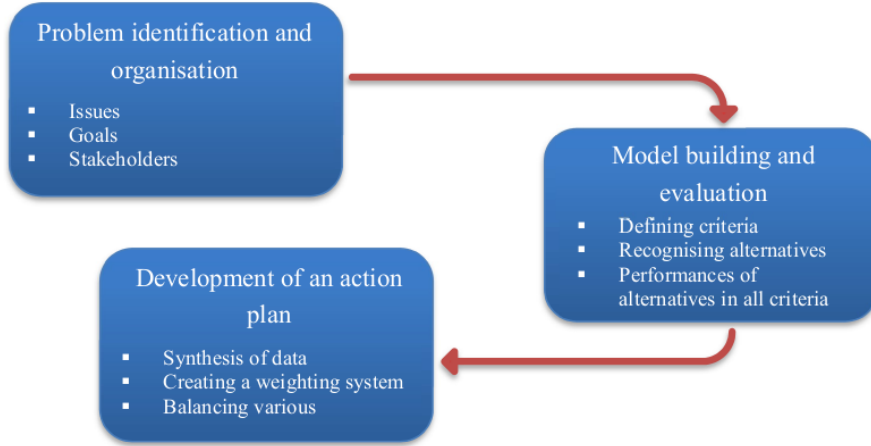 Problem identification and
organisation
▪ Issues
▪ Goals
▪ Stakeholders
Model building and
evaluation
▪ Defining criteria
▪ Recognising alternatives
▪ Performances of
alternatives in all criteria
Development of an action
plan
▪ Synthesis of data
▪ Creating a weighting system
▪ Balancing various